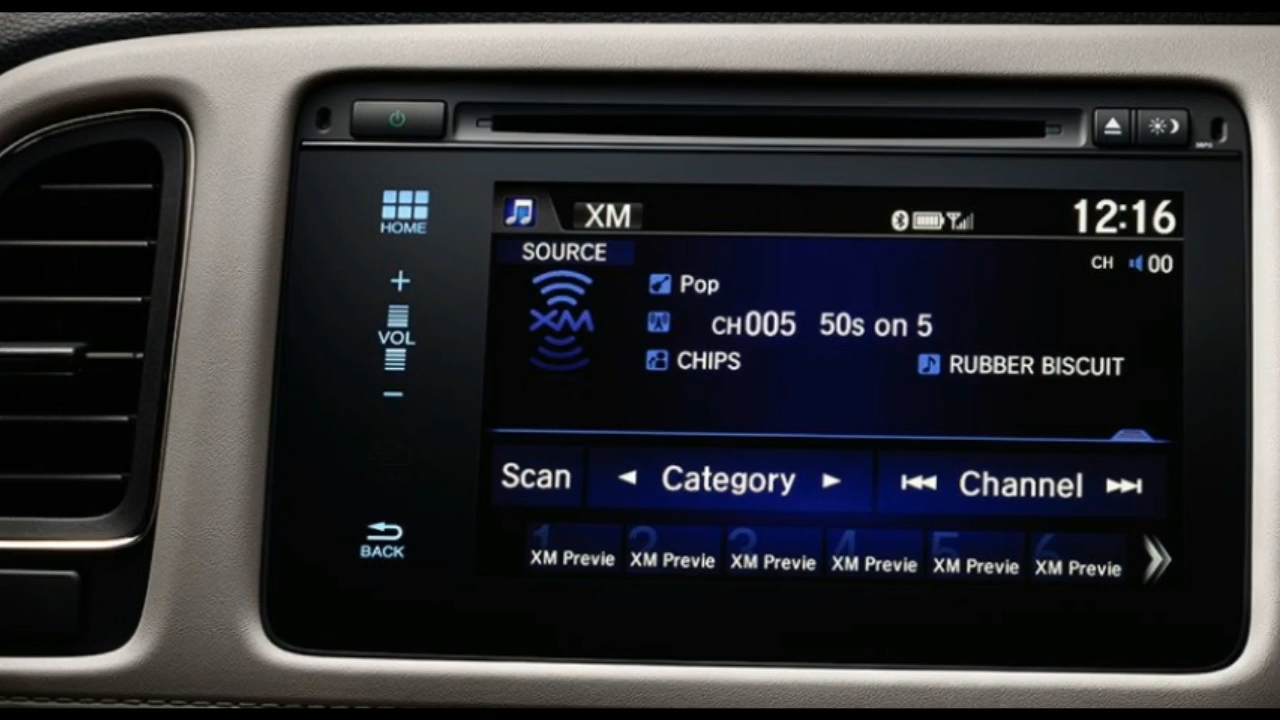 XM
12:16
HOME
SOURCE
CH 00
+
XM
Pop
VOL
CH005 50s on 5
CHIPS
RUBBER BISCUIT
−
Scan
Category
Channel
BACK
1 2 3 4 5 6
XM Previe XM Previe XM Previe XM Previe XM Previe XM Previe